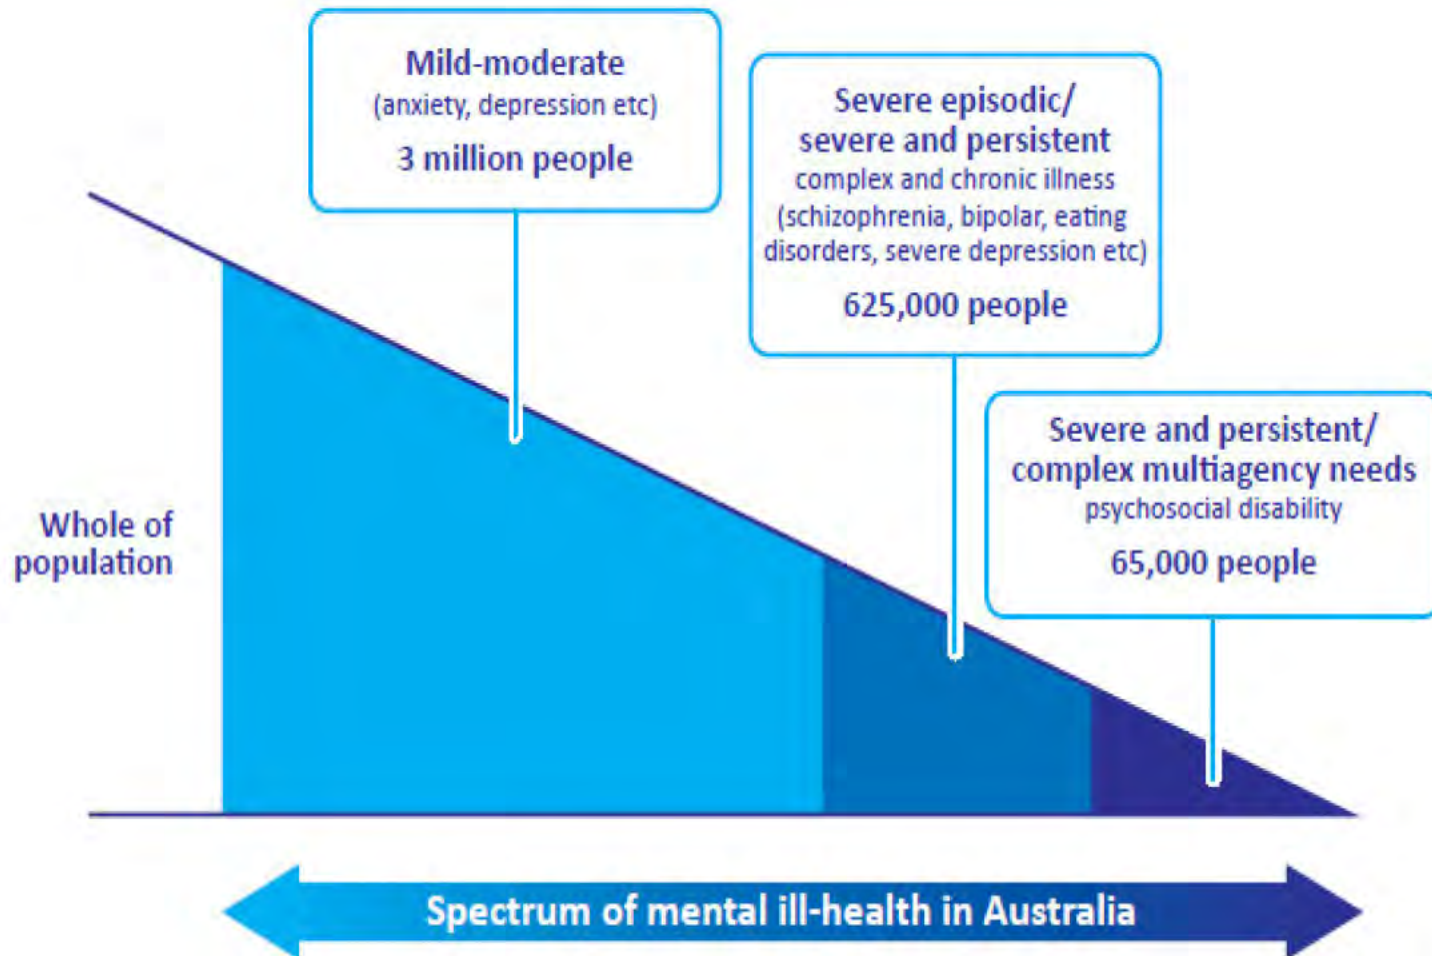 Mild-moderate
(anxiety, depression etc)
3 million people
Severe episodic/
severe and persistent
complex and chronic illness
(schizophrenia, bipolar, eating
disorders, severe depression etc)
625,000 people
Severe and persistent/
complex multiagency needs
psychosocial disability
65,000 people
Whole of
population
Spectrum of mental ill-health in Australia